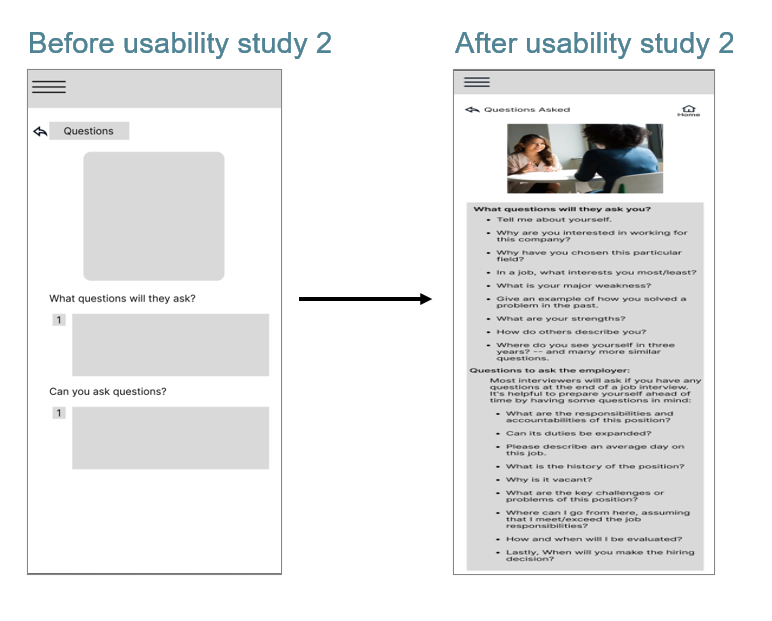 Before usability study 2
After usability study 2
Questions
What questions will they ask?
1
Can you ask questions?
1
Questions Asked
Home
What questions will they ask you?
• Tell me about yourself.
• Why are you interested in working for
this company?
• Why have you chosen this particular
field?
• In a job, what interests you most/least?
• What is your major weakness?
• Give an example of how you solved a
problem in the past.
• What are your strengths?
• How do others describe you?
• Where do you see yourself in three
years? -- and many more similar
questions.
Questions to ask the employer:
Most interviewers will ask if you have any
questions at the end of a job interview.
It's helpful to prepare yourself ahead of
time by having some questions in mind:
• What are the responsibilities and
accountabilities of this position?
• Can its duties be expanded?
• Please describe an average day on
this job.
• What is the history of the position?
• Why is it vacant?
• What are the key challenges or
problems of this position?
• Where can I go from here, assuming
that I meet/exceed the job
responsibilities?
• How and when will I be evaluated?
• Lastly, When will you make the hiring
decision?